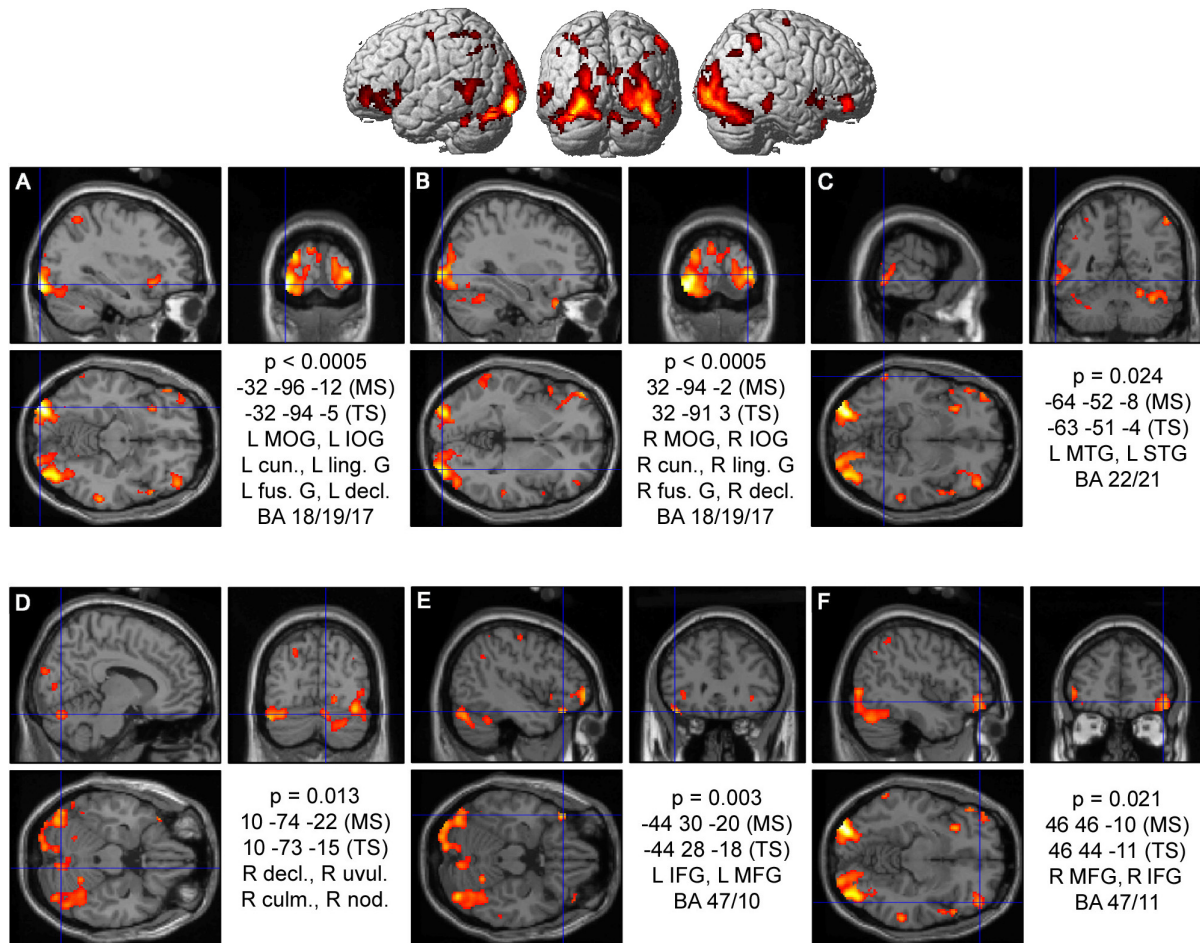 A
p < 0.0005
-32 -96 -12 (MS)
-32 -94 -5 (TS)
L MOG, L IOG
L cun., L ling. G
L fus. G, L decl.
BA 18/19/17
B
p < 0.0005
32 -94 -2 (MS)
32 -91 3 (TS)
R MOG, R IOG
R cun., R ling. G
R fus. G, R decl.
BA 18/19/17
C
p = 0.024
-64 -52 -8 (MS)
-63 -51 -4 (TS)
L MTG, L STG
BA 22/21
D
p = 0.013
10 -74 -22 (MS)
10 -73 -15 (TS)
R decl., R uvul.
R culm., R nod.
E
p = 0.003
-44 30 -20 (MS)
-44 28 -18 (TS)
L IFG, L MFG
BA 47/10
F
p = 0.021
46 46 -10 (MS)
46 44 -11 (TS)
R MFG, R IFG
BA 47/11